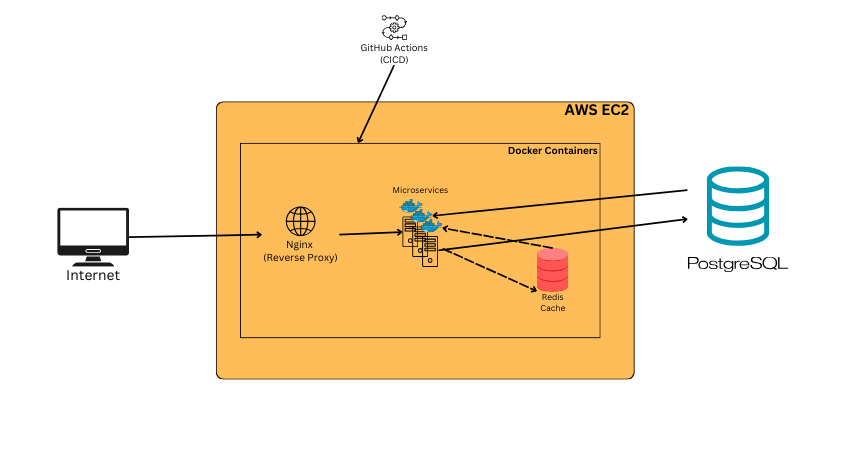 GitHub Actions
(CICD)
AWS EC2
Docker Containers
Microservices
Nginx
(Reverse Proxy)
Internet
PostgreSQL
Redis
Cache